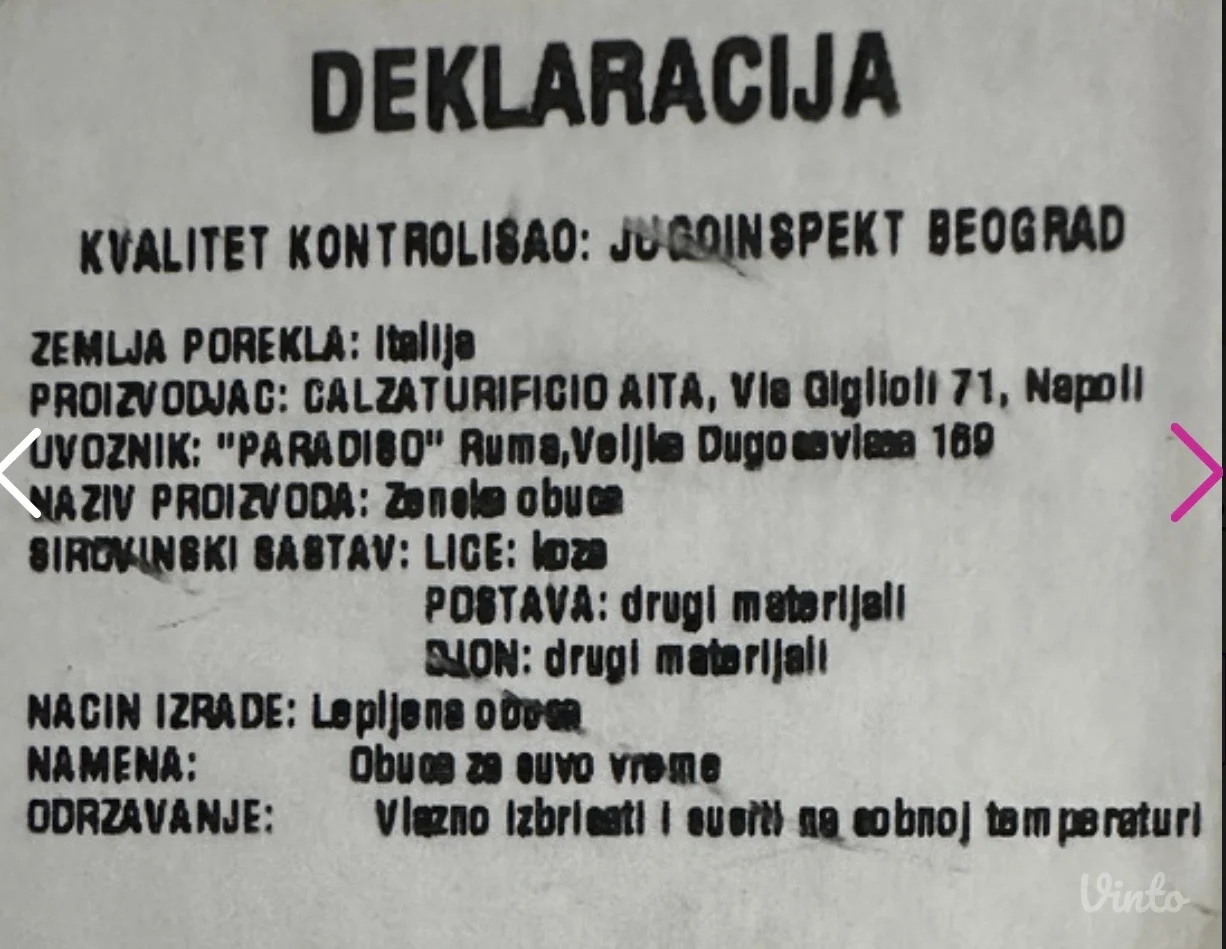 DEKLARACIJA
KVALITET KONTROLISAO: JUGOINSPEKT BEOGRAD
ZEMLJA POREKLA: Italija
PROIZVODJAC: CALZATURIFICIO AITA, Via Giglioli 71, Napoli
UVOZNIK: "PARADISO" Ruma, Veljka 169
NAZIV PROIZVODA: Zenska obuca
SIROVINSKI SASTAV: LICE: koza
POSTAVA: drugi materijali
DJON: drugi materijali
NACIN IZRADE: Lepljena obuca
NAMENA: Obuca za suvo vreme
ODRZAVANJE: Vlazno izbrisati i susiti na sobnoj temperaturi
Vinto